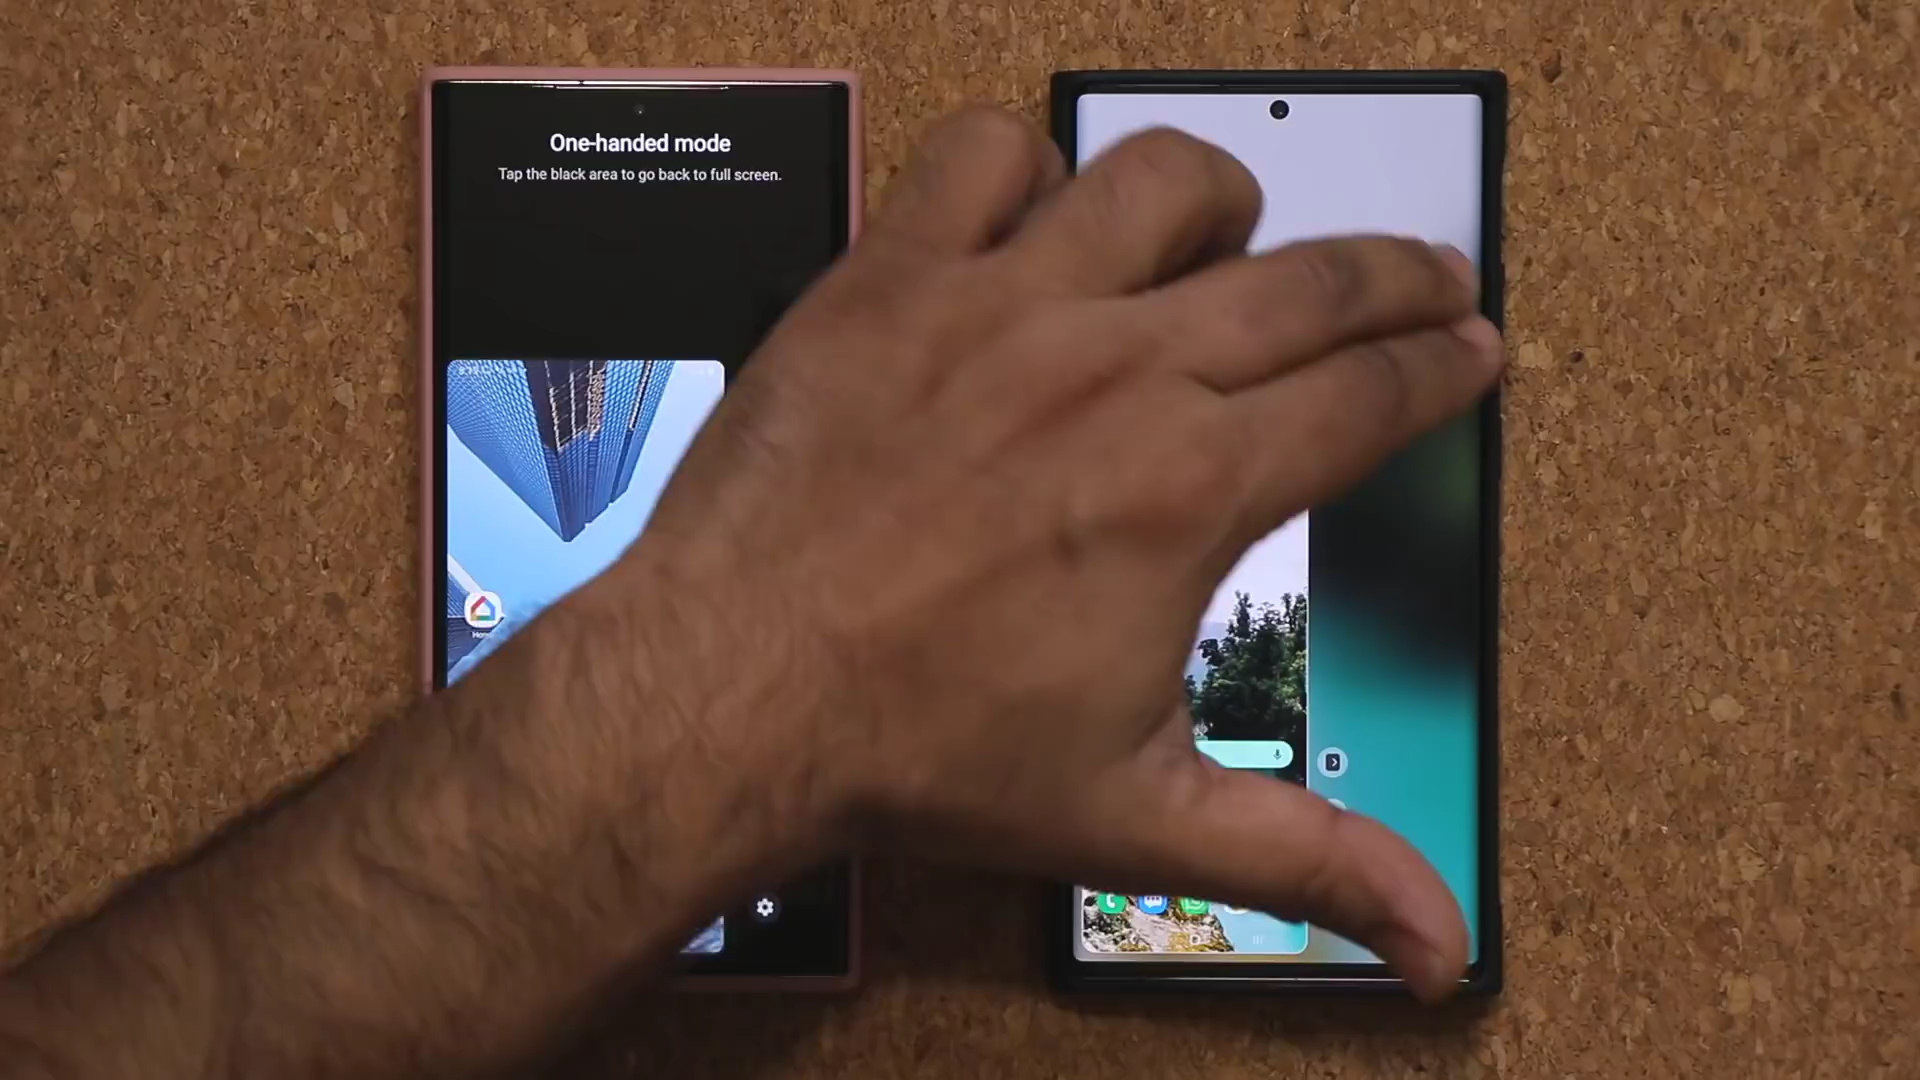 One-handed mode
Tap the black area to go back to full screen.